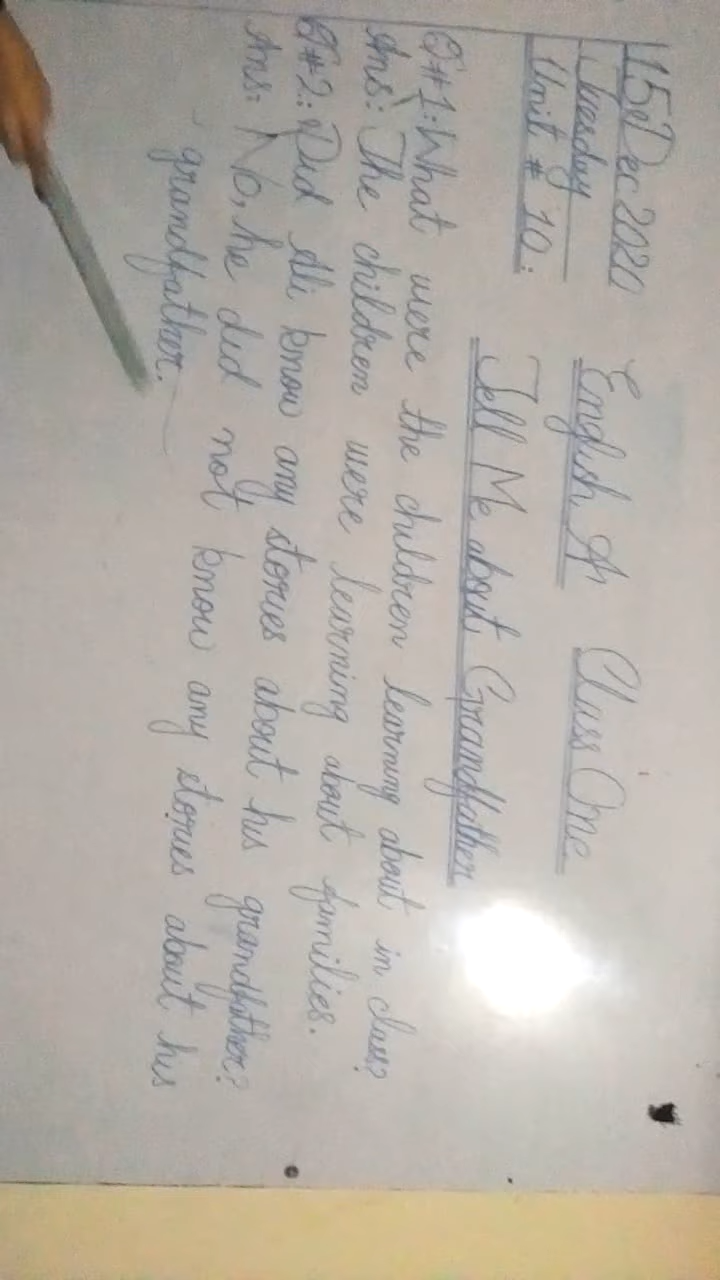 15 Dec 2020
Tuesday English A Class One
Unit # 10: Tell Me about Grandfather
Q#1: What were the children learning about in class?
Ans: The children were learning about families.
Q#2: Did Ali know any stories about his grandfather?
Ans: No, he did not know any stories about his
grandfather.